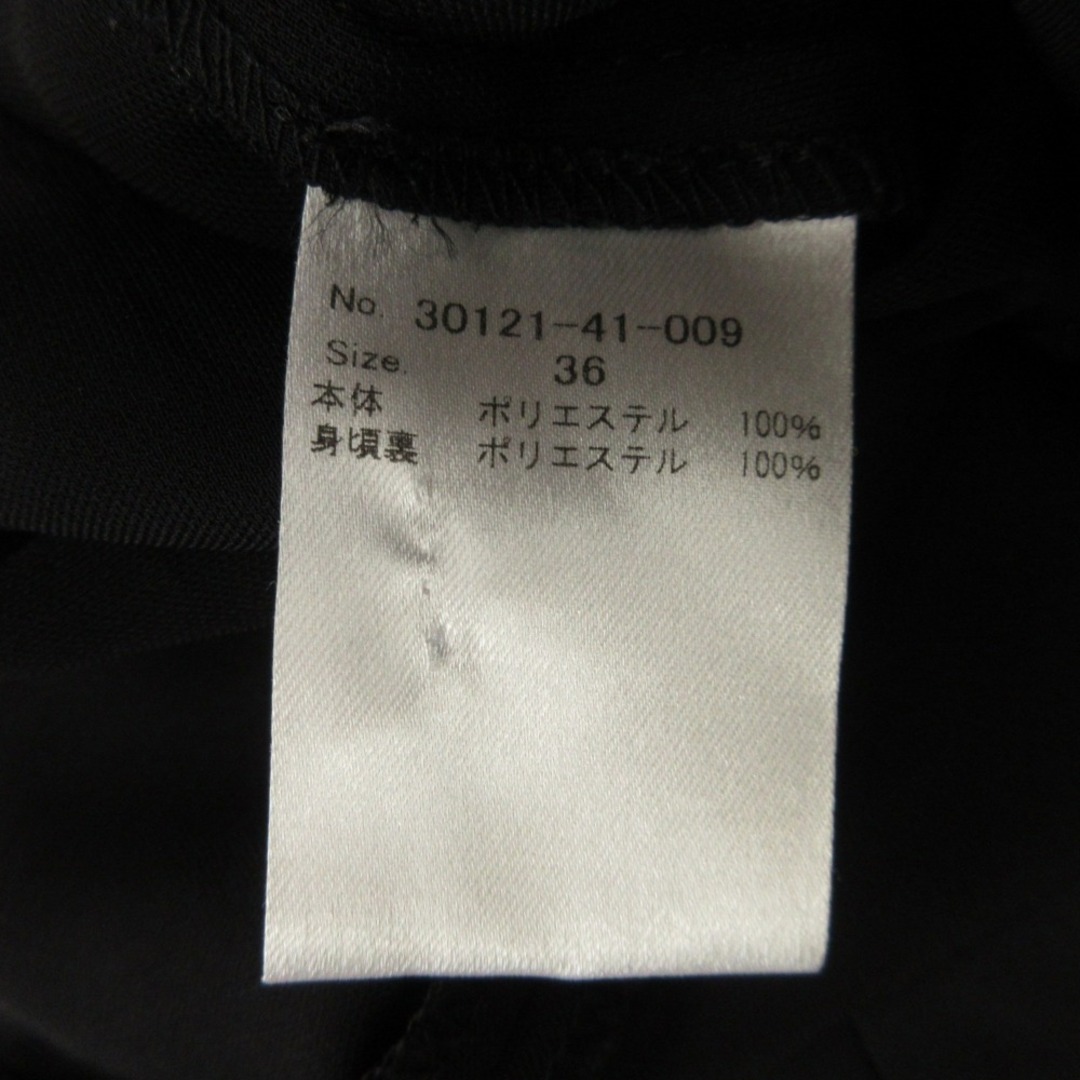 No. 30121-41-009
Size. 36
本体 ポリエステル 100%
身頃裏 ポリエステル 100%